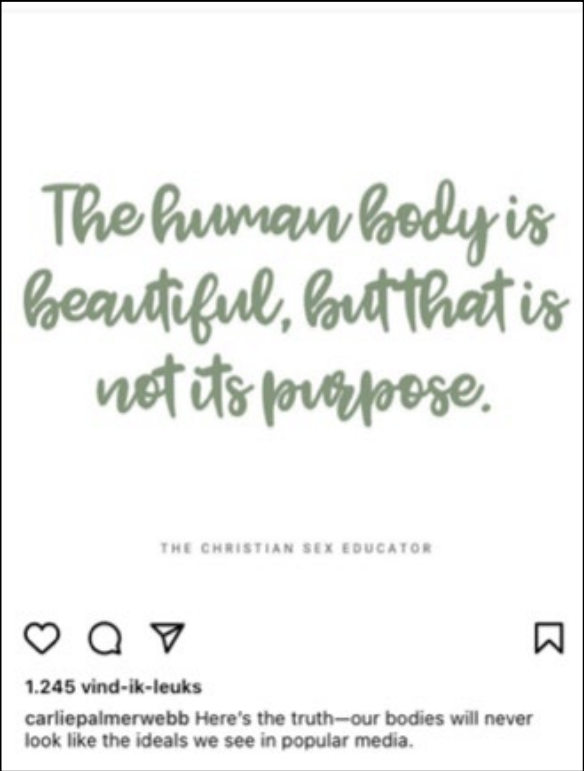 The human body is
beautiful, but that is
not its purpose.
THE CHRISTIAN SEX EDUCATOR
1.245 vind-ik-leuks
carliepalmerwebb Here's the truth—our bodies will never
look like the ideals we see in popular media.